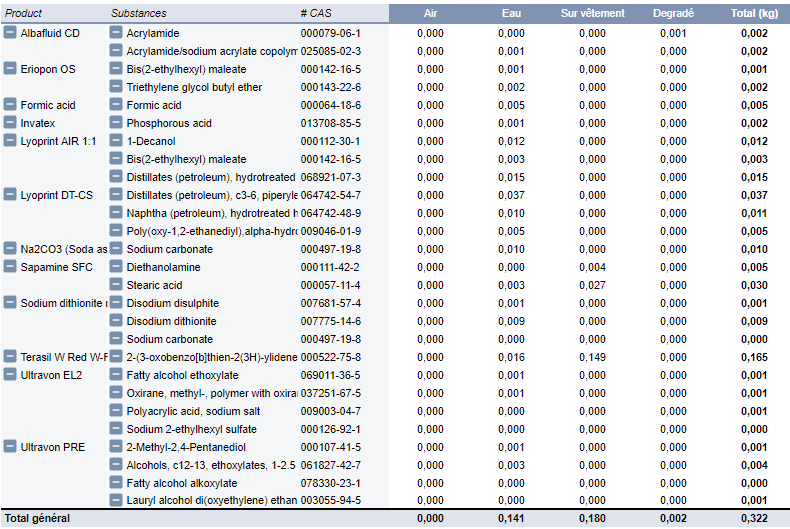 Product Substances # CAS Air Eau Sur vêtement Degradé Total (kg)
Albafluid CD Acrylamide 000079-06-1 0,000 0,000 0,000 0,001 0,002
Acrylamide/sodium acrylate copolym 025085-02-3 0,000 0,001 0,000 0,000 0,002
Eriopon OS Bis(2-ethylhexyl) maleate 000142-16-5 0,000 0,001 0,000 0,000 0,001
Triethylene glycol butyl ether 000143-22-6 0,000 0,002 0,000 0,000 0,002
Formic acid Formic acid 000064-18-6 0,000 0,005 0,000 0,000 0,005
Invatex Phosphorous acid 013708-85-5 0,000 0,001 0,000 0,000 0,002
Lyoprint AIR 1:1 1-Decanol 000112-30-1 0,000 0,012 0,000 0,000 0,012
Bis(2-ethylhexyl) maleate 000142-16-5 0,000 0,003 0,000 0,000 0,003
Distillates (petroleum), hydrotreated 068921-07-3 0,000 0,015 0,000 0,000 0,015
Lyoprint DT-CS Distillates (petroleum), c3-6, piperyle 064742-54-7 0,000 0,037 0,000 0,000 0,037
Naphtha (petroleum), hydrotreated h 064742-48-9 0,000 0,010 0,000 0,000 0,011
Poly(oxy-1,2-ethanediyl),alpha-hydro 009046-01-9 0,000 0,005 0,000 0,000 0,005
Na2CO3 (Soda as Sodium carbonate 000497-19-8 0,000 0,010 0,000 0,000 0,010
Sapamine SFC Diethanolamine 000111-42-2 0,000 0,000 0,004 0,000 0,005
Stearic acid 000057-11-4 0,000 0,003 0,027 0,000 0,030
Sodium dithionite Disodium disulphite 007681-57-4 0,000 0,001 0,000 0,000 0,001
Disodium dithionite 007775-14-6 0,000 0,009 0,000 0,000 0,009
Sodium carbonate 000497-19-8 0,000 0,000 0,000 0,000 0,000
Terasil W Red W-F 2-(3-oxobenzo[b]thien-2(3H)-ylidene 000522-75-8 0,000 0,016 0,149 0,000 0,165
Ultravon EL2 Fatty alcohol ethoxylate 069011-36-5 0,000 0,001 0,000 0,000 0,001
Oxirane, methyl-, polymer with oxiran 037251-67-5 0,000 0,001 0,000 0,000 0,001
Polyacrylic acid, sodium salt 009003-04-7 0,000 0,001 0,000 0,000 0,001
Sodium 2-ethylhexyl sulfate 000126-92-1 0,000 0,000 0,000 0,000 0,000
Ultravon PRE 2-Methyl-2,4-Pentanediol 000107-41-5 0,000 0,001 0,000 0,000 0,001
Alcohols, c12-13, ethoxylates, 1-2.5 061827-42-7 0,000 0,003 0,000 0,000 0,004
Fatty alcohol alkoxylate 078330-23-1 0,000 0,000 0,000 0,000 0,000
Lauryl alcohol di(oxyethylene) ethan 003055-94-5 0,000 0,000 0,000 0,000 0,001
Total général 0,000 0,141 0,180 0,002 0,322